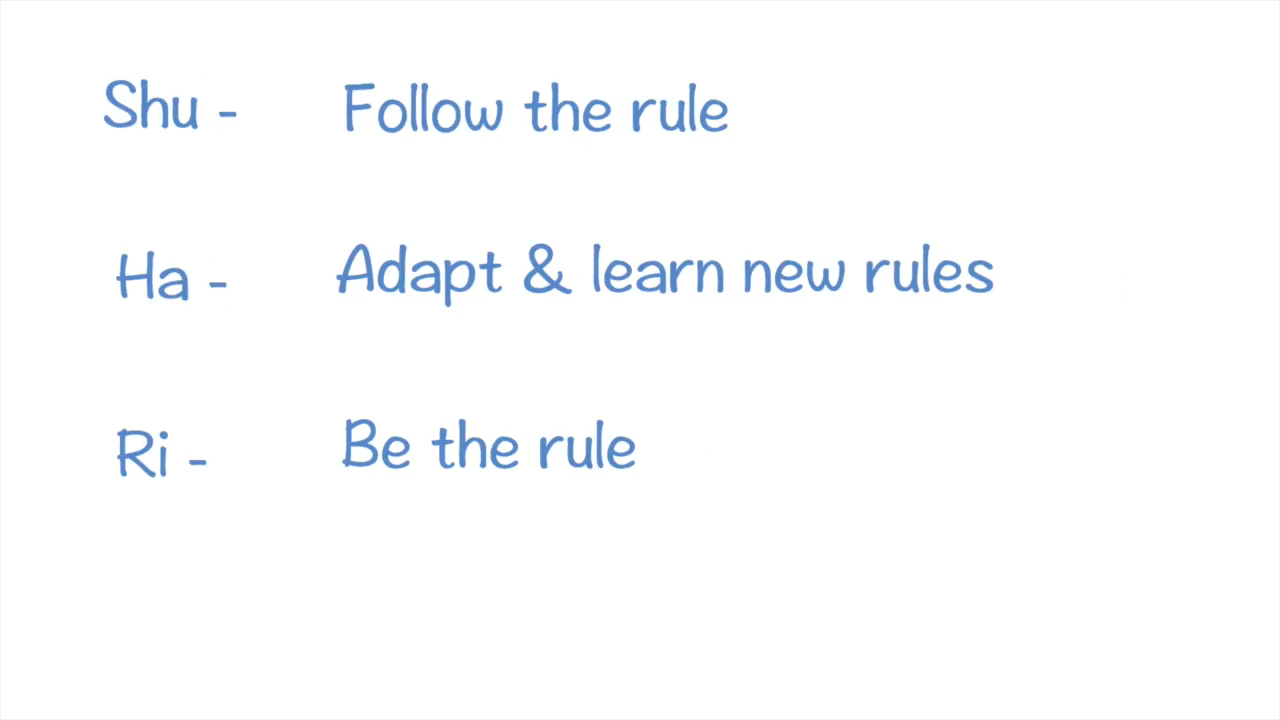 Shu - Follow the rule
Ha - Adapt & learn new rules
Ri - Be the rule